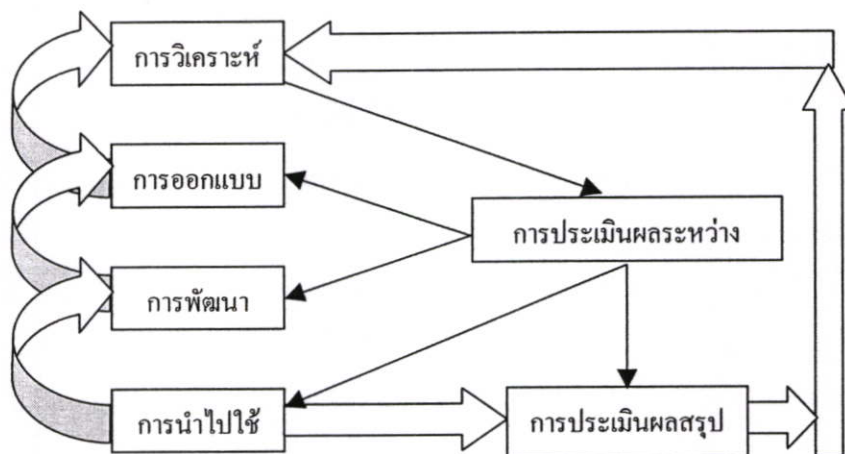 การวิเคราะห์
การออกแบบ
การประเมินผลระหว่าง
การพัฒนา
การนำไปใช้
การประเมินผลสรุป